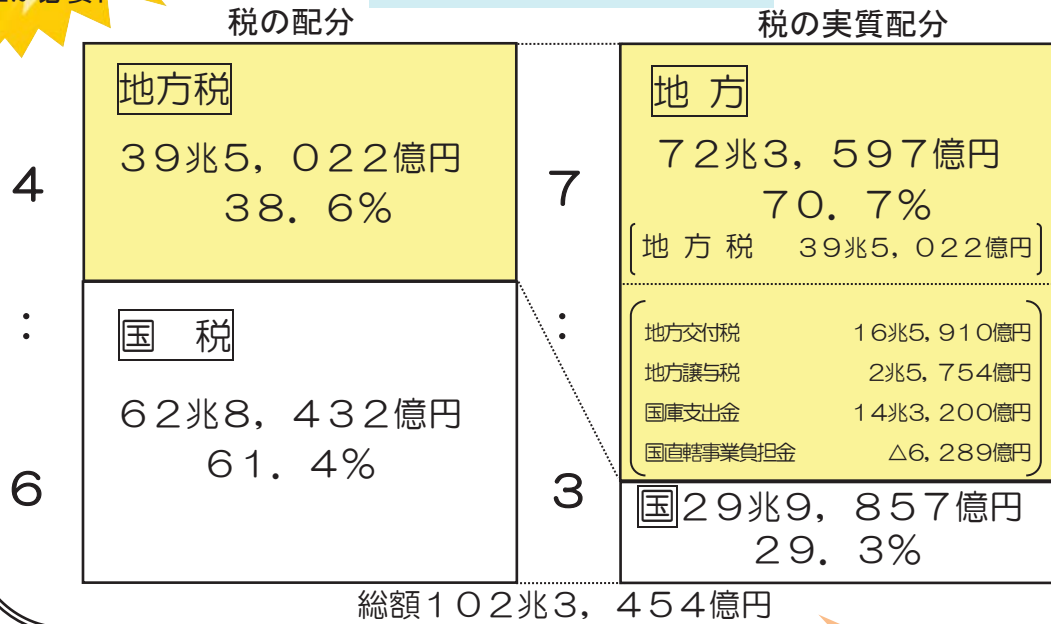 税の配分
税の実質配分
4
:
6
地方税
39兆5,022億円
38.6%
国 税
62兆8,432億円
61.4%
7
:
3
地 方
72兆3,597億円
70.7%
地 方 税 39兆5,022億円
地方交付税 16兆5,910億円
地方譲与税 2兆5,754億円
国庫支出金 14兆3,200億円
国直轄事業負担金 △6,289億円
国29兆9,857億円
29.3%
総額102兆3,454億円